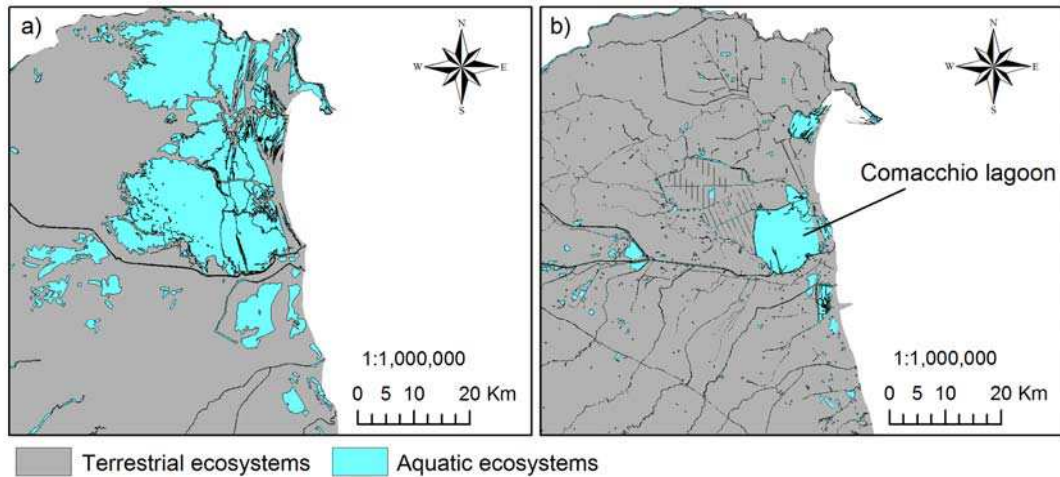 a)
N
W E
S
1:1,000,000
0 5 10 20 Km
b)
N
W E
S
Comacchio lagoon
1:1,000,000
0 5 10 20 Km
Terrestrial ecosystems Aquatic ecosystems